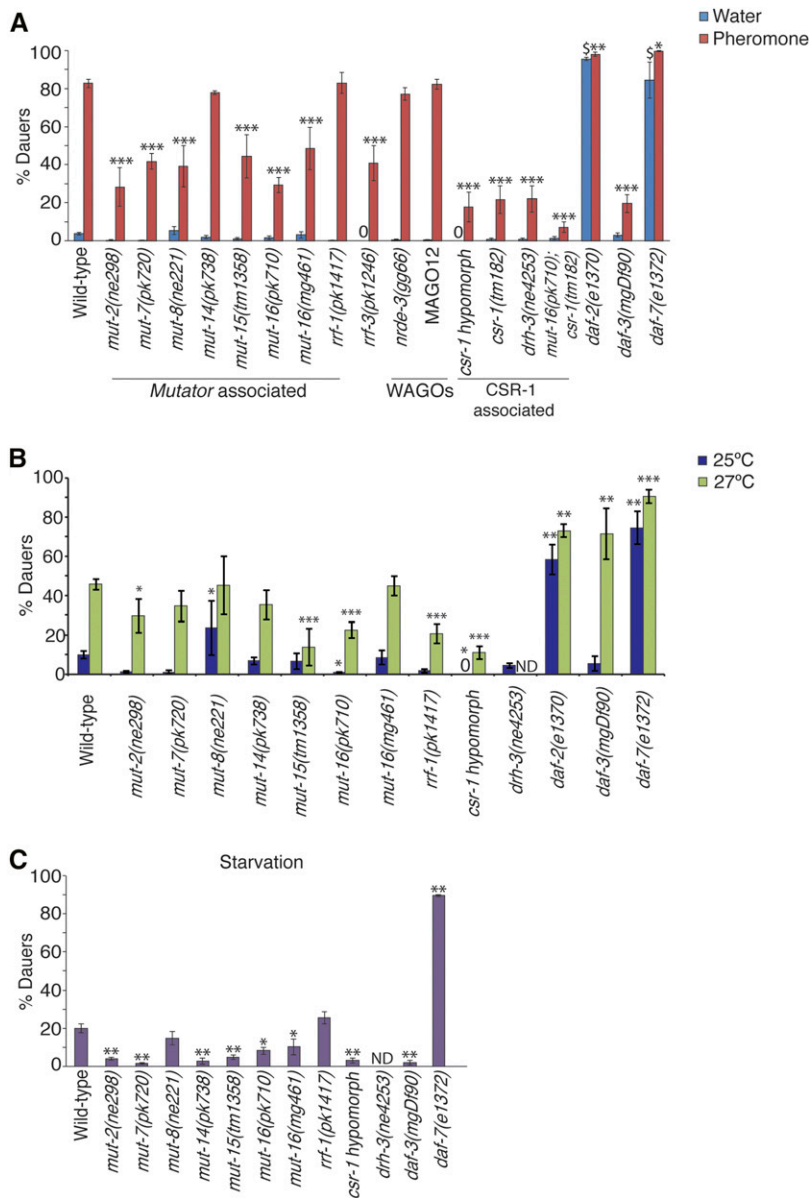 A
Water
Pheromone
100
80
60
40
20
0
% Dauers
***
***
***
***
***
***
0
***
0
***
***
***
***
$
**
***
$
*
Wild-type
mut-2(ne298)
mut-7(pk720)
mut-8(ne221)
mut-14(pk738)
mut-15(tm1358)
mut-16(pk710)
mut-16(mg461)
rrf-1(pk1417)
rrf-3(pk1246)
nrde-3(gg66)
MAGO12
csr-1 hypomorph
csr-1(tm182)
drh-3(ne4253)
mut-16(pk710);
csr-1(tm182)
daf-2(e1370)
daf-3(mgDI90)
daf-7(e1372)
Mutator associated
WAGOs
CSR-1
associated
B
25ºC
27ºC
100
80
60
40
20
0
% Dauers
*
*
***
*
***
***
*
0
***
ND
**
**
**
**
***
Wild-type
mut-2(ne298)
mut-7(pk720)
mut-8(ne221)
mut-14(pk738)
mut-15(tm1358)
mut-16(pk710)
mut-16(mg461)
rrf-1(pk1417)
csr-1 hypomorph
drh-3(ne4253)
daf-2(e1370)
daf-3(mgDI90)
daf-7(e1372)
C
Starvation
100
80
60
40
20
0
% Dauers
**
**
**
**
*
*
**
ND
**
**
Wild-type
mut-2(ne298)
mut-7(pk720)
mut-8(ne221)
mut-14(pk738)
mut-15(tm1358)
mut-16(pk710)
mut-16(mg461)
rrf-1(pk1417)
csr-1 hypomorph
drh-3(ne4253)
daf-3(mgDI90)
daf-7(e1372)